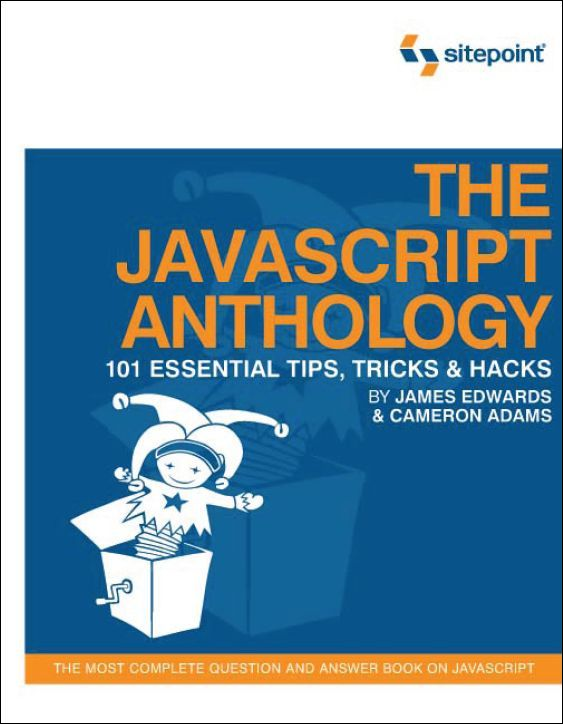 sitepoint®
THE
JAVASCRIPT
ANTHOLOGY
101 ESSENTIAL TIPS, TRICKS & HACKS
BY JAMES EDWARDS
& CAMERON ADAMS
THE MOST COMPLETE QUESTION AND ANSWER BOOK ON JAVASCRIPT